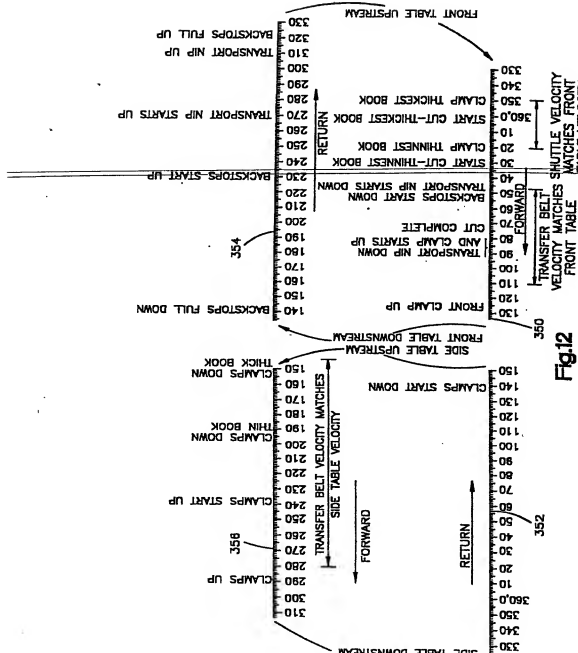 FRONT TABLE UPSTREAM
330
320
310
300
290
280
270
260
250
240
230
220
210
200
190
180
170
160
150
140
BACKSTOPS FULL UP
TRANSPORT NIP UP
TRANSPORT NIP STARTS UP
BACKSTOPS START UP
BACKSTOPS FULL DOWN
RETURN
354
330
340
350
360,0
10
20
30
40
50
60
70
80
90
100
110
120
130
CLAMP THICKEST BOOK
START CUT-THICKEST BOOK
CLAMP THINNEST BOOK
START CUT-THINNEST BOOK
BACKSTOPS START DOWN
TRANSPORT NIP STARTS DOWN
CUT COMPLETE
AND CLAMP STARTS UP
TRANSPORT NIP DOWN
FRONT CLAMP UP
FORWARD
SHUTTLE VELOCITY
MATCHES FRONT
TRANSFER BELT
VELOCITY MATCHES
FRONT TABLE
350
FRONT TABLE DOWNSTREAM
SIDE TABLE UPSTREAM
Fig.12
150
160
170
180
190
200
210
220
230
240
250
260
270
280
290
300
310
THICK BOOK
CLAMPS DOWN
THIN BOOK
CLAMPS DOWN
CLAMPS START UP
CLAMPS UP
TRANSFER BELT VELOCITY MATCHES
SIDE TABLE VELOCITY
FORWARD
356
150
140
130
120
110
100
90
80
70
60
50
40
30
20
10
360,0
350
340
330
CLAMPS START DOWN
RETURN
352
SIDE TABLE DOWNSTREAM